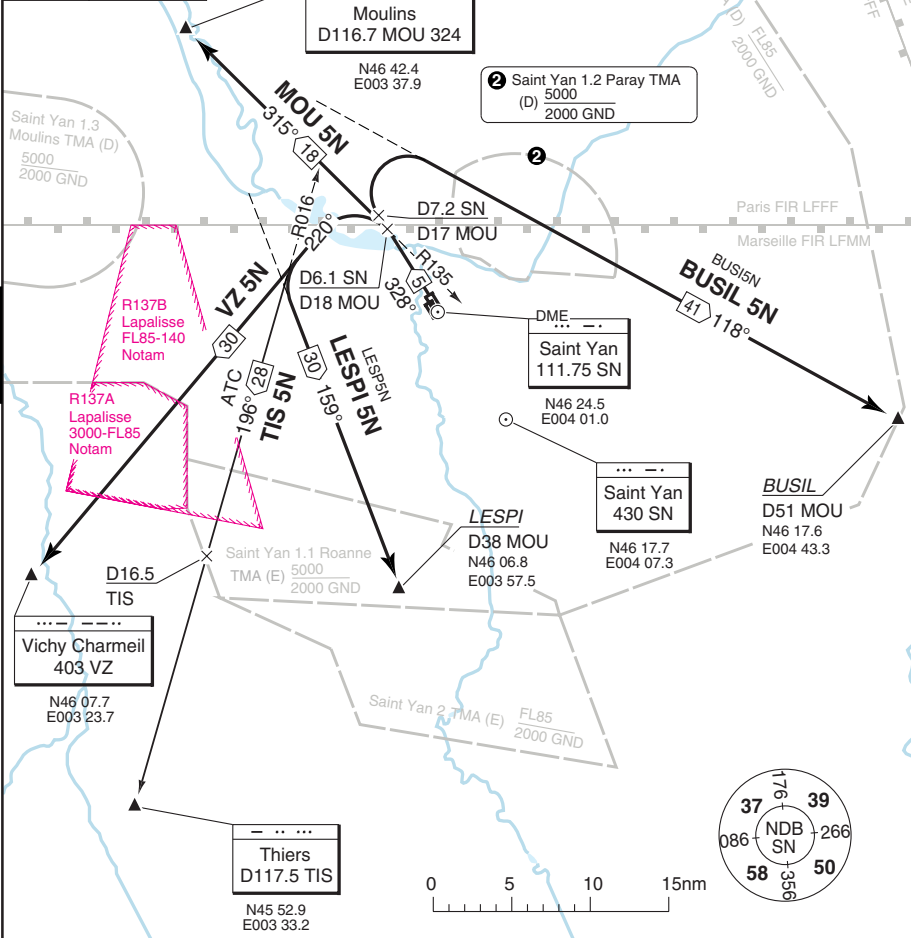 Moulins
D116.7 MOU 324
N46 42.4
E003 37.9
2 Saint Yan 1.2 Paray TMA
(D) 5000
2000 GND
(D)
FL85
2000 GND
FF
Saint Yan 1.3
Moulins TMA (D)
5000
2000 GND
MOU 5N
315°
18
2
D7.2 SN
D17 MOU
Paris FIR LFFF
Marseille FIR LFMM
R016
220°
D6.1 SN
D18 MOU
R135
5
328°
BUSI5N
BUSIL 5N
41
118°
VZ 5N
30
R137B
Lapalisse
FL85-140
Notam
R137A
Lapalisse
3000-FL85
Notam
ATC
28
196°
TIS 5N
LESP5N
LESPI 5N
30
159°
DME
Saint Yan
111.75 SN
N46 24.5
E004 01.0
Saint Yan
430 SN
N46 17.7
E004 07.3
BUSIL
D51 MOU
N46 17.6
E004 43.3
LESPI
D38 MOU
N46 06.8
E003 57.5
Saint Yan 1.1 Roanne
TMA (E) 5000
2000 GND
D16.5
TIS
Vichy Charmeil
403 VZ
N46 07.7
E003 23.7
Saint Yan 2 TMA (E) FL85
2000 GND
Thiers
D117.5 TIS
N45 52.9
E003 33.2
0 5 10 15nm
176
37 39
086 NDB 266
SN
58 50
356